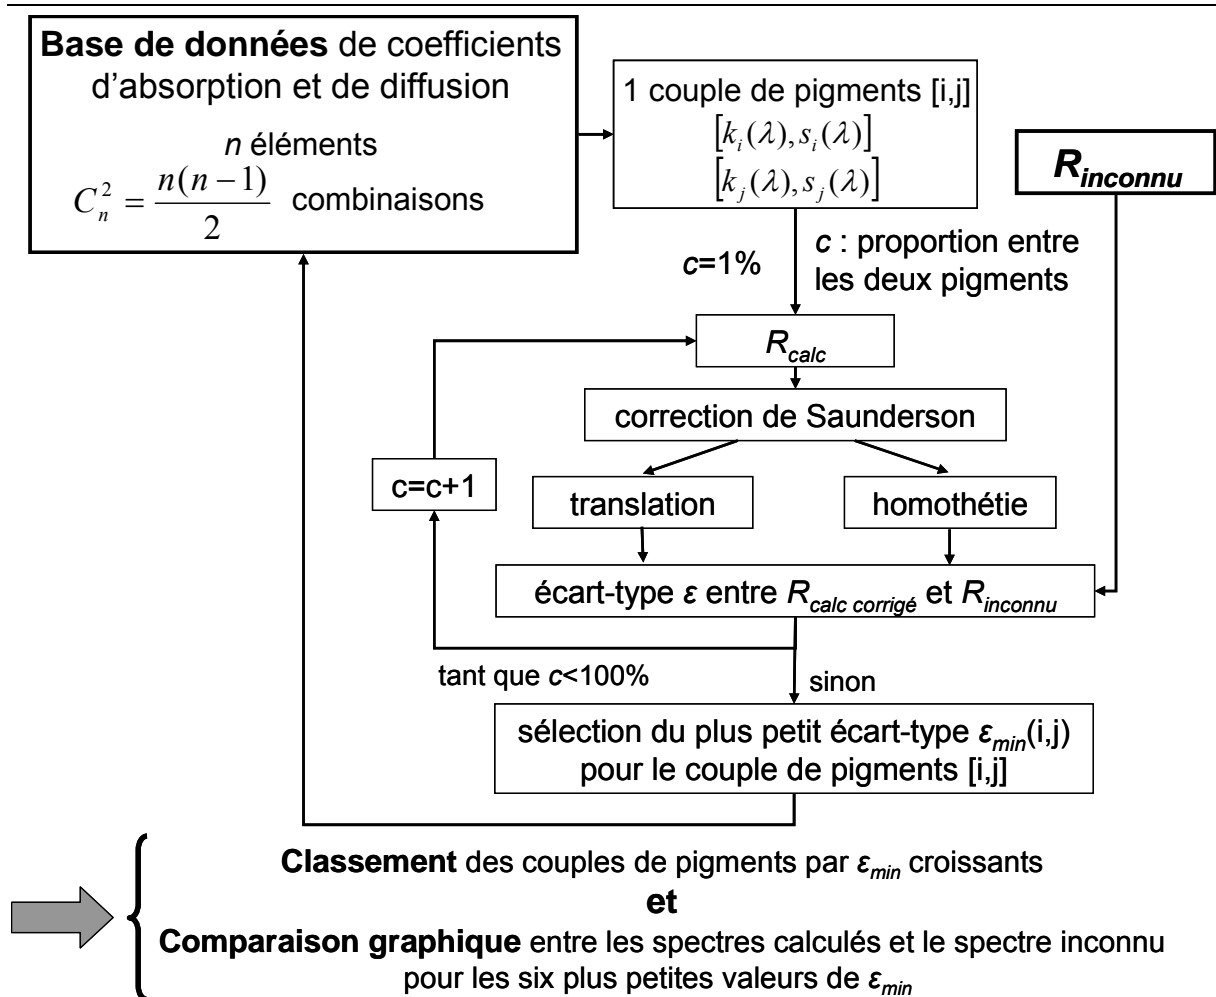 Base de données de coefficients
d'absorption et de diffusion
n éléments
C_n^2 = n(n−1)/2 combinaisons
1 couple de pigments [i,j]
[k_i(λ), s_i(λ)]
[k_j(λ), s_j(λ)]
R_inconnu
c=1%
c : proportion entre
les deux pigments
R_calc
correction de Saunderson
c=c+1
translation
homothétie
écart-type ε entre R_calc corrigé et R_inconnu
tant que c<100%
sinon
sélection du plus petit écart-type ε_min(i,j)
pour le couple de pigments [i,j]
Classement des couples de pigments par ε_min croissants
et
Comparaison graphique entre les spectres calculés et le spectre inconnu
pour les six plus petites valeurs de ε_min